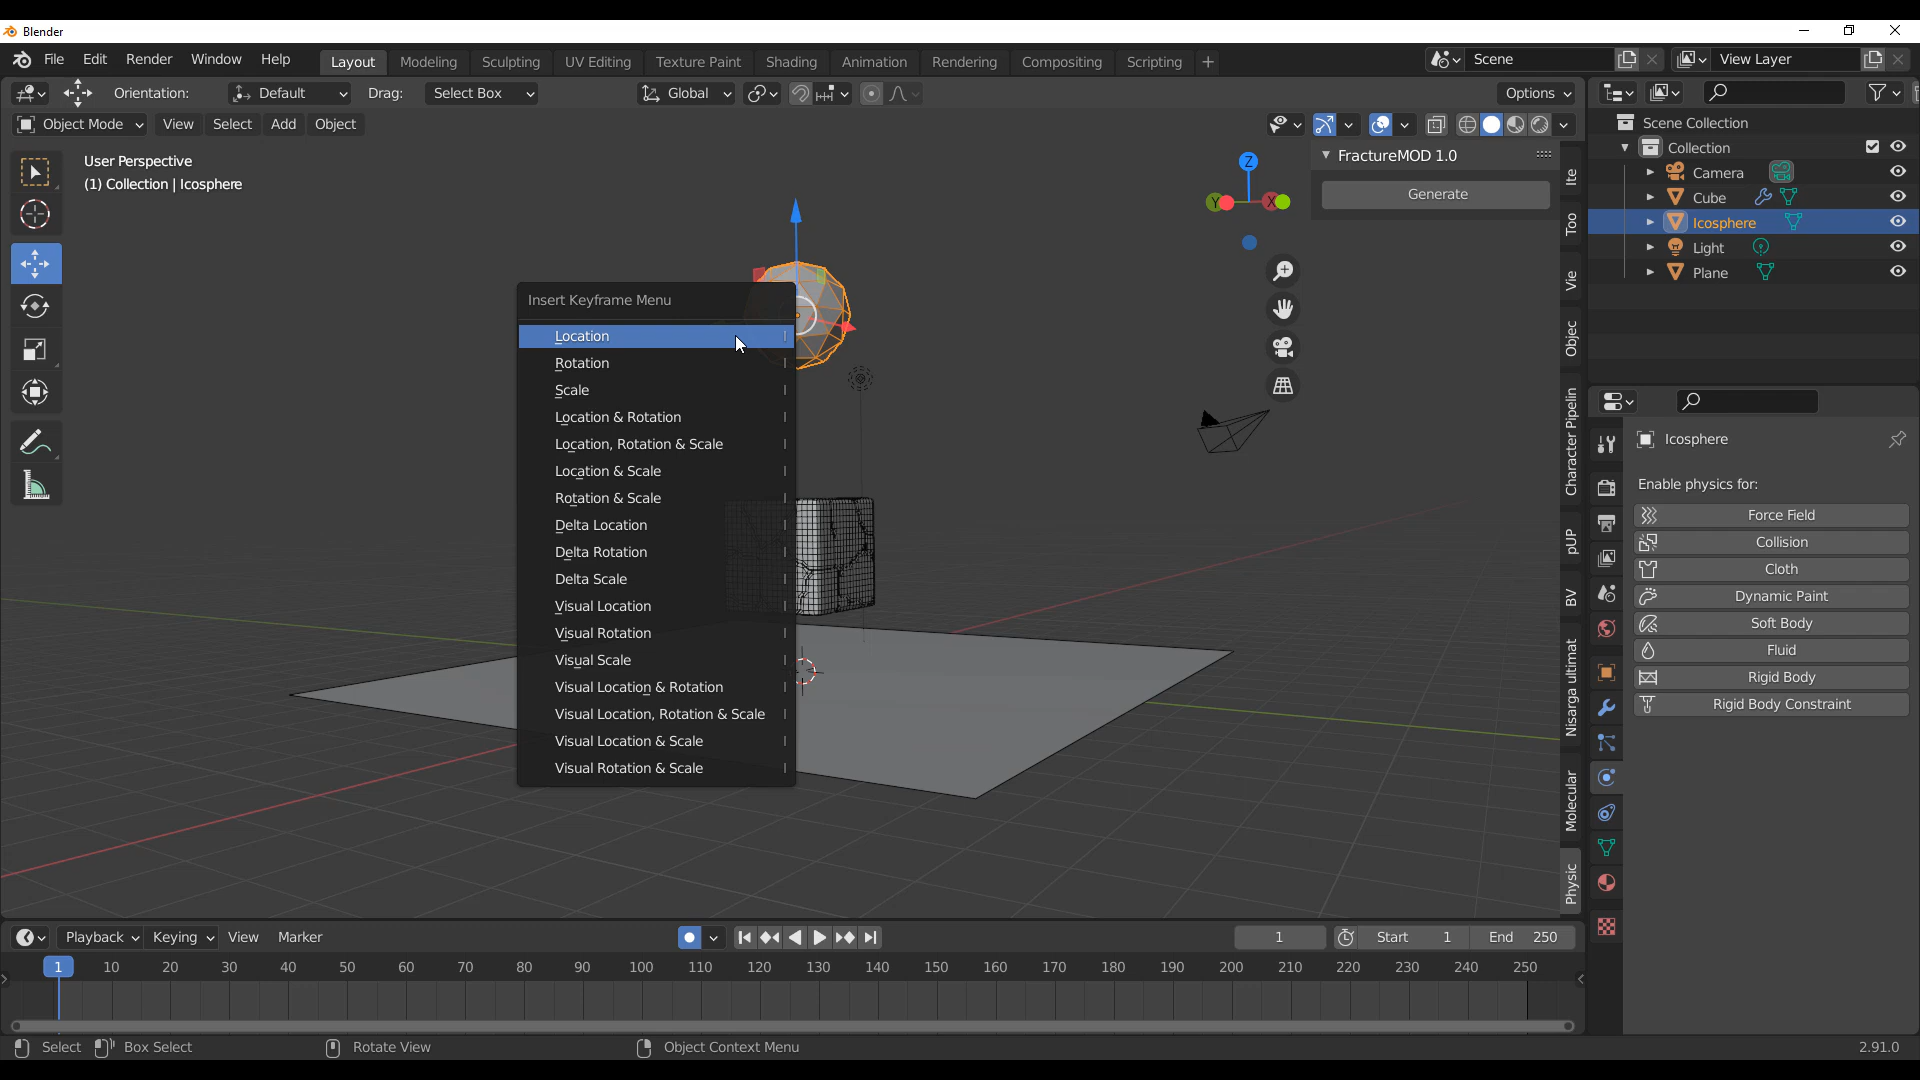 Blender
File Edit Render Window Help Layout Modeling Sculpting UV Editing Texture Paint Shading Animation Rendering Compositing Scripting + Scene View Layer
Orientation: Default Drag: Select Box Global Options
Object Mode View Select Add Object
User Perspective
(1) Collection | Icosphere
FractureMOD 1.0
Generate
Z
Y
X
Ite
Too
Vie
Objec
Character Pipelin
pUP
BV
Nisarga ultimat
Molecular
Physic
Insert Keyframe Menu
Location I
Rotation I
Scale I
Location & Rotation I
Location, Rotation & Scale I
Location & Scale I
Rotation & Scale I
Delta Location I
Delta Rotation I
Delta Scale I
Visual Location I
Visual Rotation I
Visual Scale I
Visual Location & Rotation I
Visual Location, Rotation & Scale I
Visual Location & Scale I
Visual Rotation & Scale I
Scene Collection
Collection
Camera
Cube
Icosphere
Light
Plane
Icosphere
Enable physics for:
Force Field
Collision
Cloth
Dynamic Paint
Soft Body
Fluid
Rigid Body
Rigid Body Constraint
Playback Keying View Marker 1 Start 1 End 250
1 10 20 30 40 50 60 70 80 90 100 110 120 130 140 150 160 170 180 190 200 210 220 230 240 250
Select Box Select Rotate View Object Context Menu 2.91.0